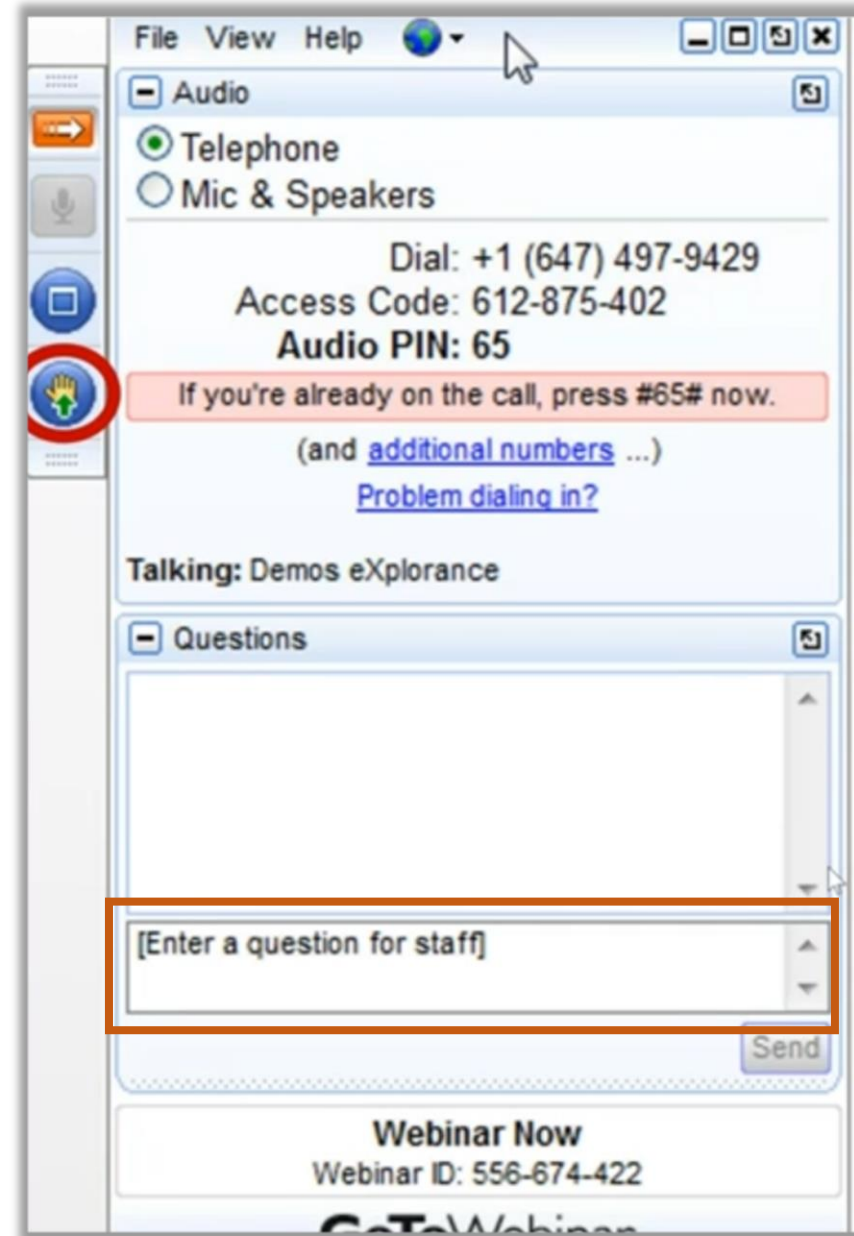 File View Help
Audio
Telephone
Mic & Speakers
Dial: +1 (647) 497-9429
Access Code: 612-875-402
Audio PIN: 65
If you're already on the call, press #65# now.
(and additional numbers ...)
Problem dialing in?
Talking: Demos eXplorance
Questions
[Enter a question for staff]
Send
Webinar Now
Webinar ID: 556-674-422
GoToWebinar